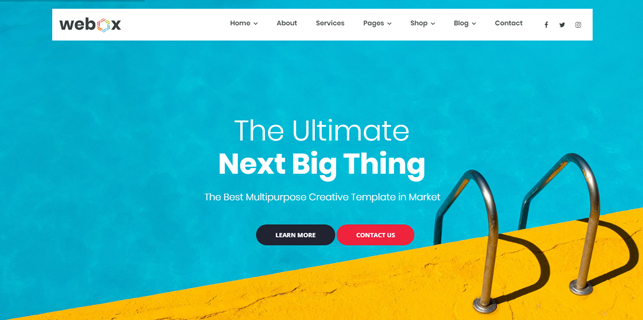 webox
Home About Services Pages Shop Blog Contact
The Ultimate
Next Big Thing
The Best Multipurpose Creative Template in Market
LEARN MORE CONTACT US